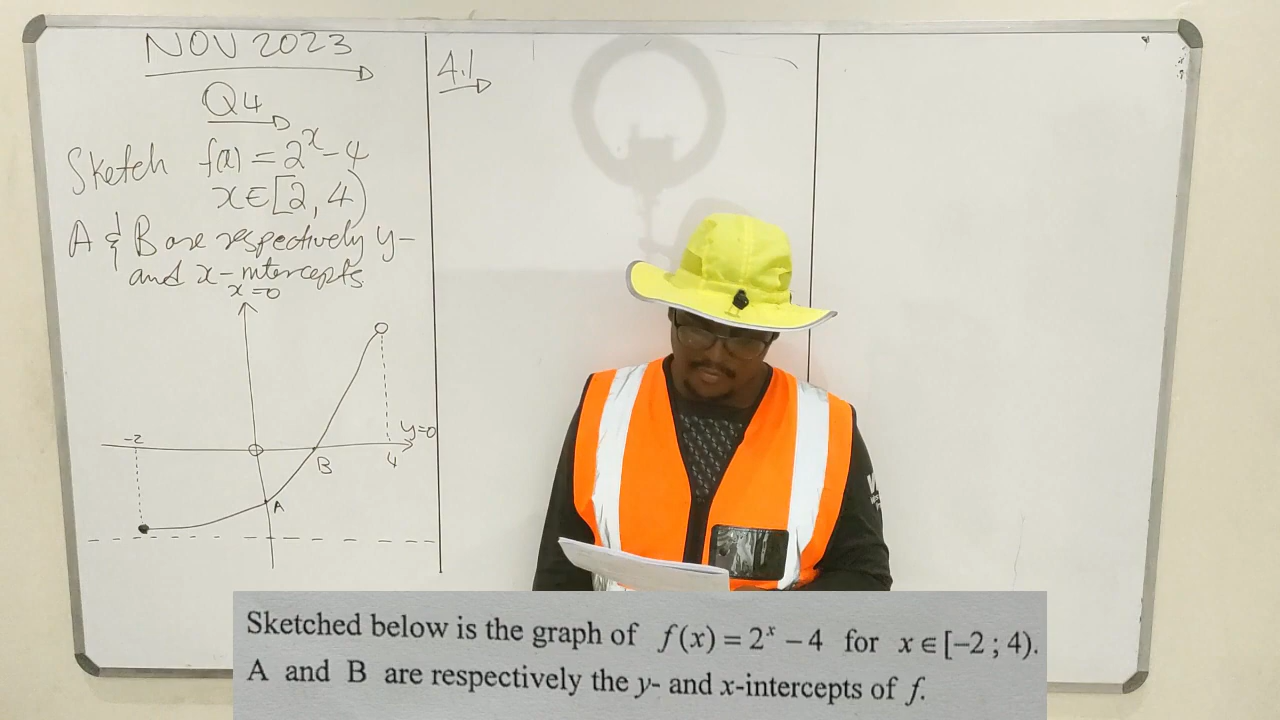 NOV 2023
Q4
Sketch f(x) = 2^x - 4
x ∈ [2, 4)
A & B are respectively y-
and x-intercepts
x=0
-2
y=0
B
4
A
4.1
Sketched below is the graph of f(x) = 2^x – 4 for x ∈ [–2 ; 4).
A and B are respectively the y- and x-intercepts of f.